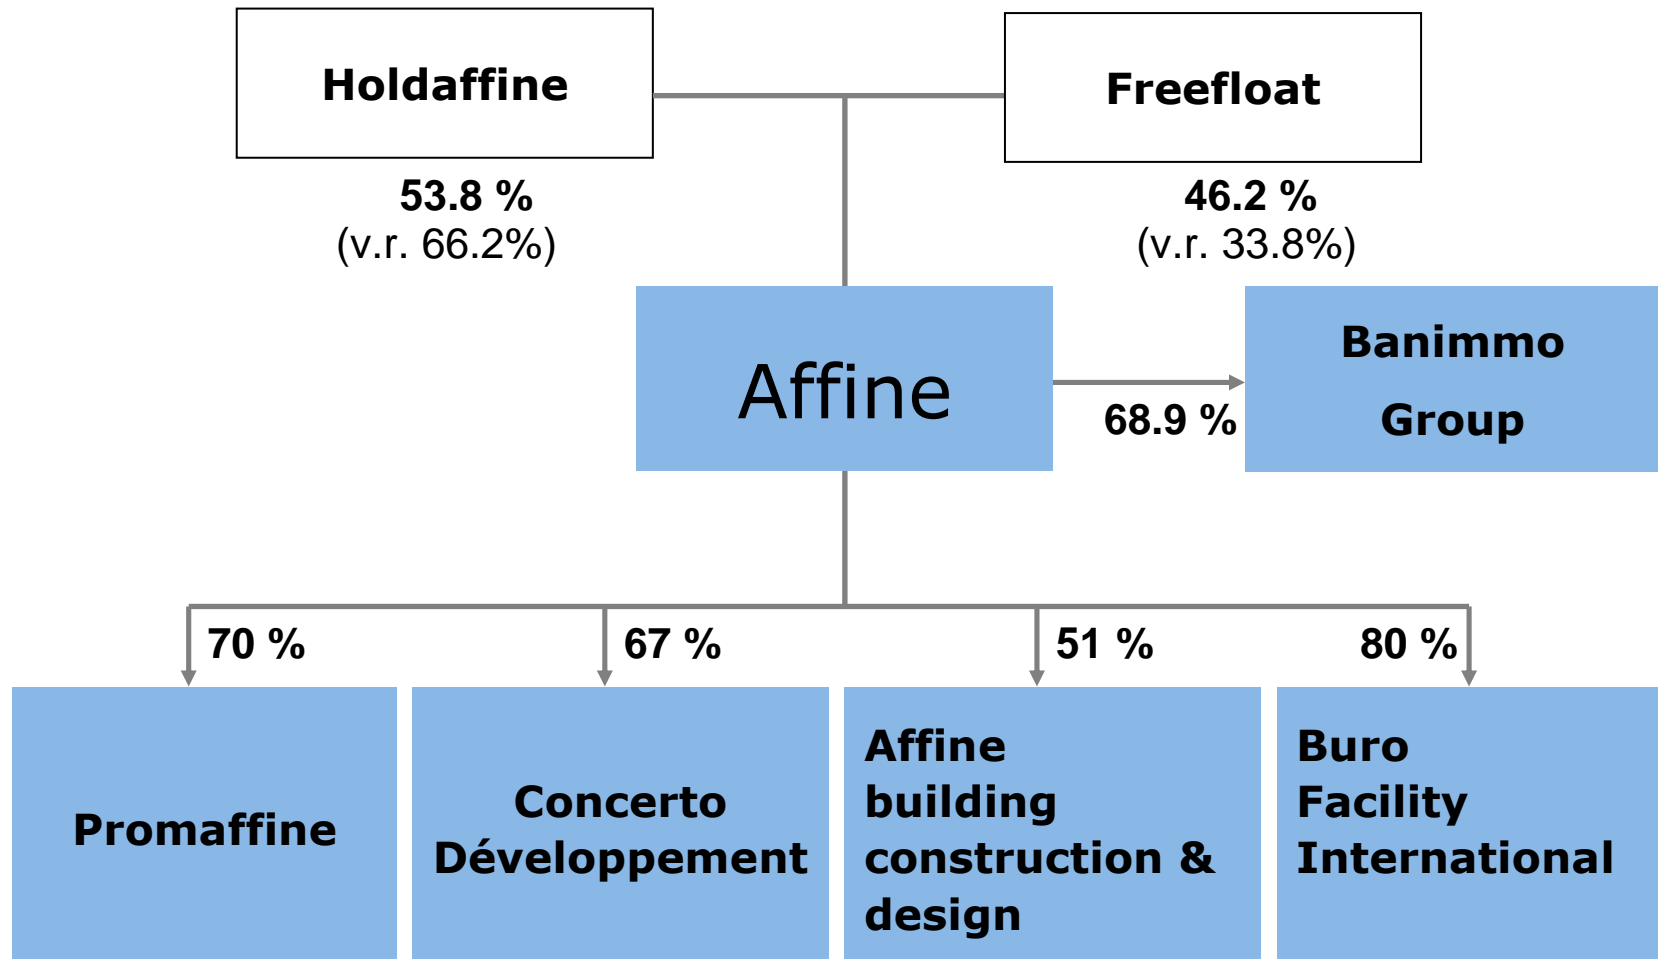 Holdaffine
Freefloat
53.8 %
(v.r. 66.2%)
46.2 %
(v.r. 33.8%)
Affine
68.9 %
Banimmo
Group
70 %
67 %
51 %
80 %
Promaffine
Concerto
Développement
Affine
building
construction &
design
Buro
Facility
International